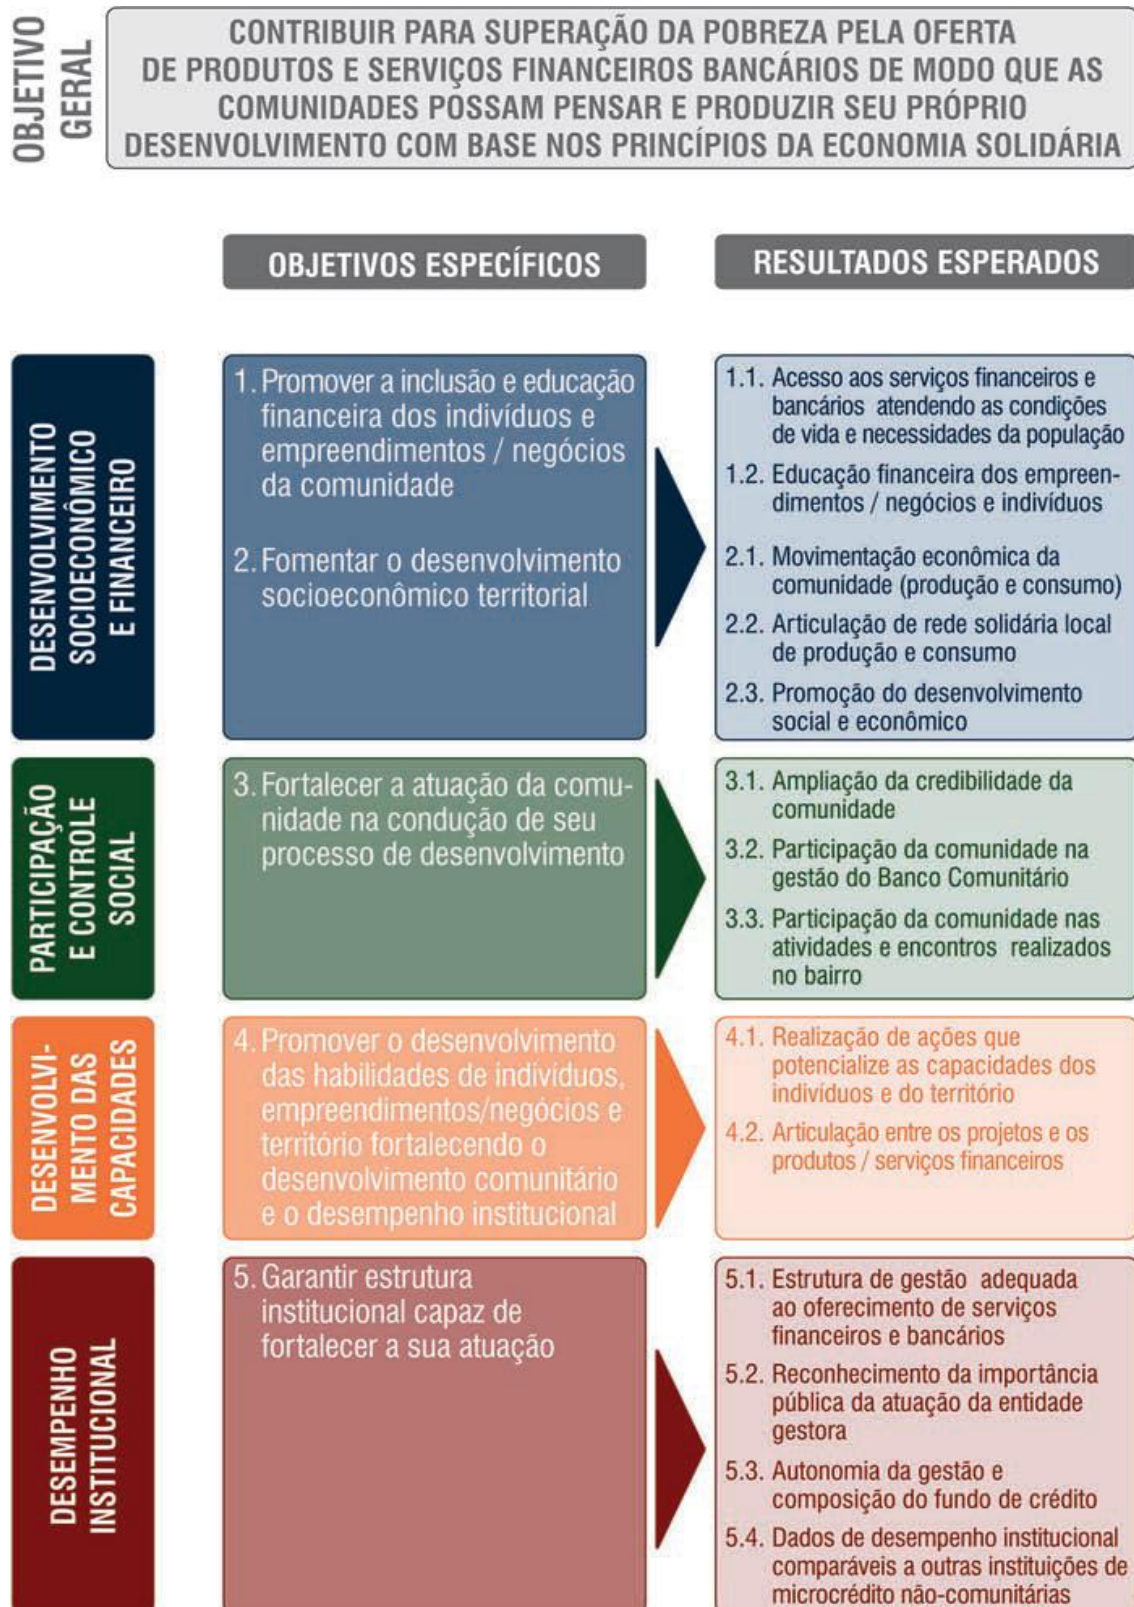 OBJETIVO
GERAL
CONTRIBUIR PARA SUPERAÇÃO DA POBREZA PELA OFERTA
DE PRODUTOS E SERVIÇOS FINANCEIROS BANCÁRIOS DE MODO QUE AS
COMUNIDADES POSSAM PENSAR E PRODUZIR SEU PRÓPRIO
DESENVOLVIMENTO COM BASE NOS PRINCÍPIOS DA ECONOMIA SOLIDÁRIA
OBJETIVOS ESPECÍFICOS
RESULTADOS ESPERADOS
DESENVOLVIMENTO
SOCIOECONÔMICO
E FINANCEIRO
1. Promover a inclusão e educação
financeira dos indivíduos e
empreendimentos / negócios
da comunidade
2. Fomentar o desenvolvimento
socioeconômico territorial
1.1. Acesso aos serviços financeiros e
bancários atendendo as condições
de vida e necessidades da população
1.2. Educação financeira dos empreen-
dimentos / negócios e indivíduos
2.1. Movimentação econômica da
comunidade (produção e consumo)
2.2. Articulação de rede solidária local
de produção e consumo
2.3. Promoção do desenvolvimento
social e econômico
PARTICIPAÇÃO
E CONTROLE
SOCIAL
3. Fortalecer a atuação da comu-
nidade na condução de seu
processo de desenvolvimento
3.1. Ampliação da credibilidade da
comunidade
3.2. Participação da comunidade na
gestão do Banco Comunitário
3.3. Participação da comunidade nas
atividades e encontros realizados
no bairro
DESENVOLVI-
MENTO DAS
CAPACIDADES
4. Promover o desenvolvimento
das habilidades de indivíduos,
empreendimentos/negócios e
território fortalecendo o
desenvolvimento comunitário
e o desempenho institucional
4.1. Realização de ações que
potencialize as capacidades dos
indivíduos e do território
4.2. Articulação entre os projetos e os
produtos / serviços financeiros
DESEMPENHO
INSTITUCIONAL
5. Garantir estrutura
institucional capaz de
fortalecer a sua atuação
5.1. Estrutura de gestão adequada
ao oferecimento de serviços
financeiros e bancários
5.2. Reconhecimento da importância
pública da atuação da entidade
gestora
5.3. Autonomia da gestão e
composição do fundo de crédito
5.4. Dados de desempenho institucional
comparáveis a outras instituições de
microcrédito não-comunitárias